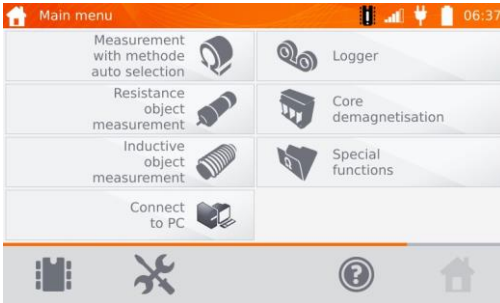 Main menu
06:37
Measurement
with methode
auto selection
Logger
Resistance
object
measurement
Core
demagnetisation
Inductive
object
measurement
Special
functions
Connect
to PC